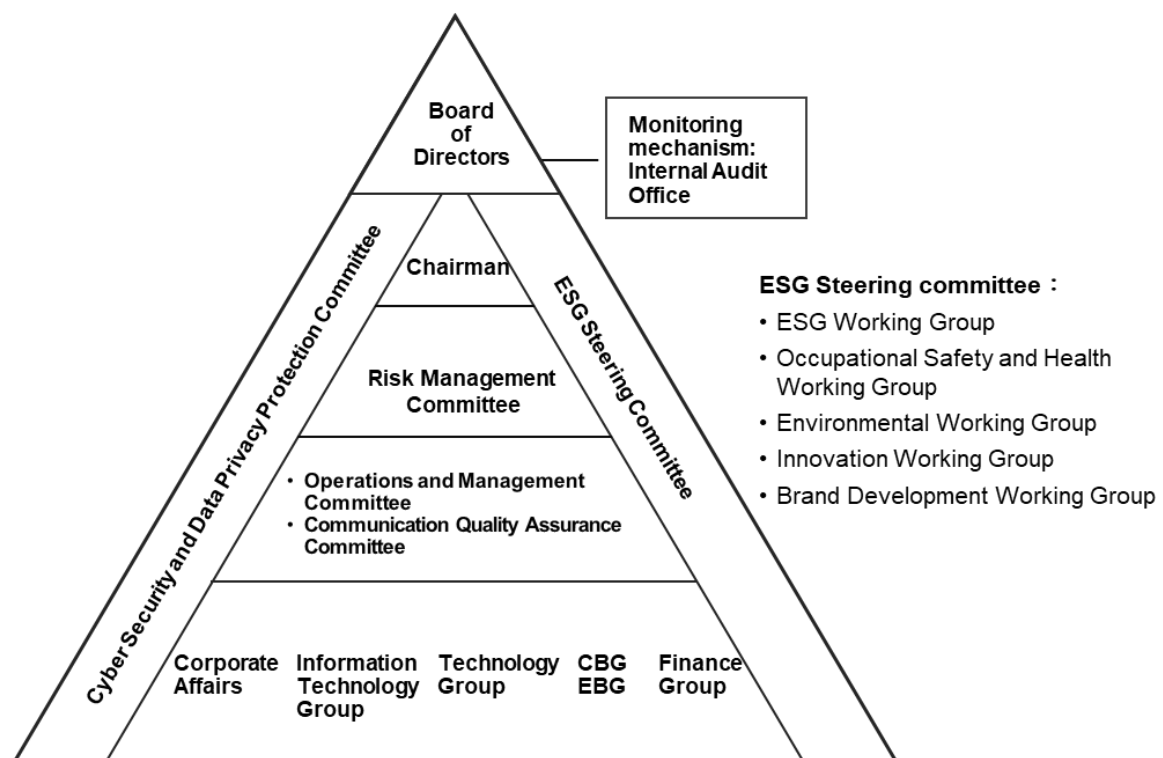 Board
of
Directors
Monitoring
mechanism:
Internal Audit
Office
Cyber Security and Data Privacy Protection Committee
Chairman
ESG Steering Committee
Risk Management
Committee
• Operations and Management
Committee
• Communication Quality Assurance
Committee
Corporate
Affairs
Information
Technology
Group
Technology
Group
CBG
EBG
Finance
Group
ESG Steering committee：
• ESG Working Group
• Occupational Safety and Health
Working Group
• Environmental Working Group
• Innovation Working Group
• Brand Development Working Group